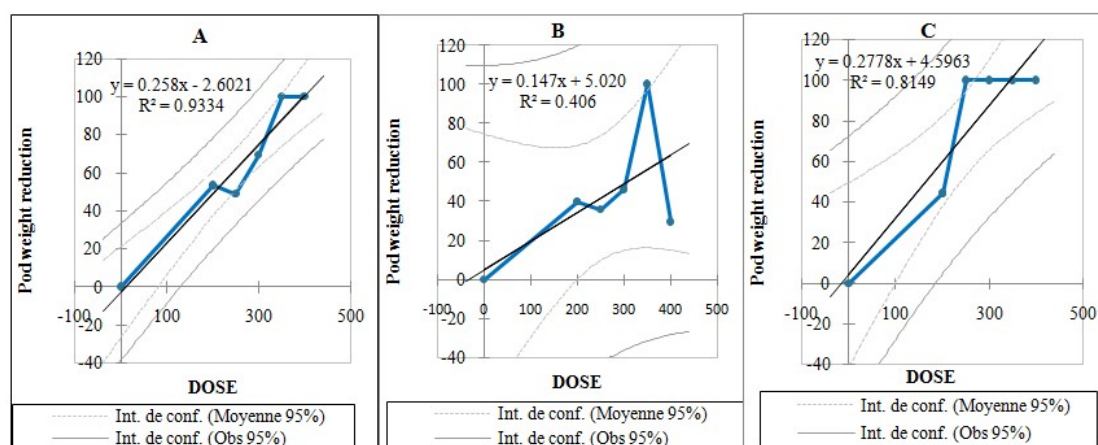 A
120
100
80
60
40
20
0
-20
-40
-100
100
300
500
y = 0.258x - 2.6021
R² = 0.9334
Pod weight reduction
DOSE
Int. de conf. (Moyenne 95%)
Int. de conf. (Obs 95%)
B
120
100
80
60
40
20
0
-20
-40
-100
0
100
200
300
400
500
y = 0.147x + 5.020
R² = 0.406
Pod weight reduction
DOSE
Int. de conf. (Moyenne 95%)
Int. de conf. (Obs 95%)
C
120
100
80
60
40
20
0
-20
-40
-100
100
300
500
y = 0.2778x + 4.5963
R² = 0.8149
Pod weight reduction
DOSE
Int. de conf. (Moyenne 95%)
Int. de conf. (Obs 95%)